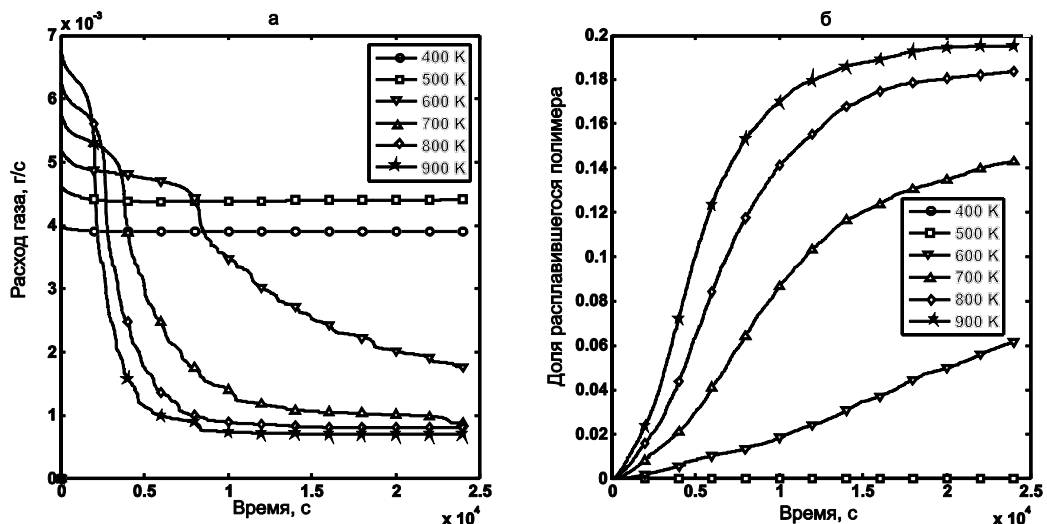 а
x 10⁻³
7
6
5
4
3
2
1
0
0
0.5
1
1.5
2
2.5
x 10⁴
Расход газа, г/с
Время, с
400 K
500 K
600 K
700 K
800 K
900 K
б
0.2
0.18
0.16
0.14
0.12
0.1
0.08
0.06
0.04
0.02
0
0
0.5
1
1.5
2
2.5
x 10⁴
Доля расплавившегося полимера
Время, с
400 K
500 K
600 K
700 K
800 K
900 K